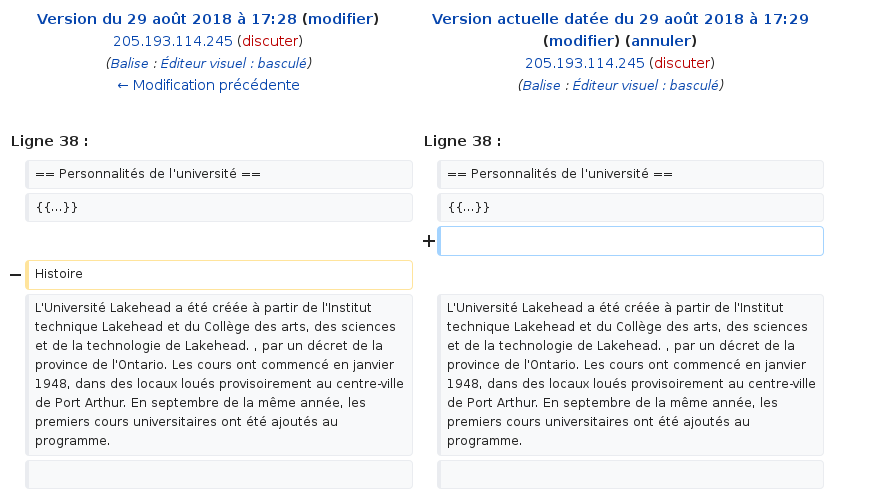 Version du 29 août 2018 à 17:28 (modifier)
205.193.114.245 (discuter)
(Balise : Éditeur visuel : basculé)
← Modification précédente
Version actuelle datée du 29 août 2018 à 17:29
(modifier) (annuler)
205.193.114.245 (discuter)
(Balise : Éditeur visuel : basculé)
Ligne 38 :
Ligne 38 :
== Personnalités de l'université ==
== Personnalités de l'université ==
{{...}}
{{...}}
+
− Histoire
L'Université Lakehead a été créée à partir de l'Institut
technique Lakehead et du Collège des arts, des sciences
et de la technologie de Lakehead. , par un décret de la
province de l'Ontario. Les cours ont commencé en janvier
1948, dans des locaux loués provisoirement au centre-ville
de Port Arthur. En septembre de la même année, les
premiers cours universitaires ont été ajoutés au
programme.
L'Université Lakehead a été créée à partir de l'Institut
technique Lakehead et du Collège des arts, des sciences
et de la technologie de Lakehead. , par un décret de la
province de l'Ontario. Les cours ont commencé en janvier
1948, dans des locaux loués provisoirement au centre-ville
de Port Arthur. En septembre de la même année, les
premiers cours universitaires ont été ajoutés au
programme.